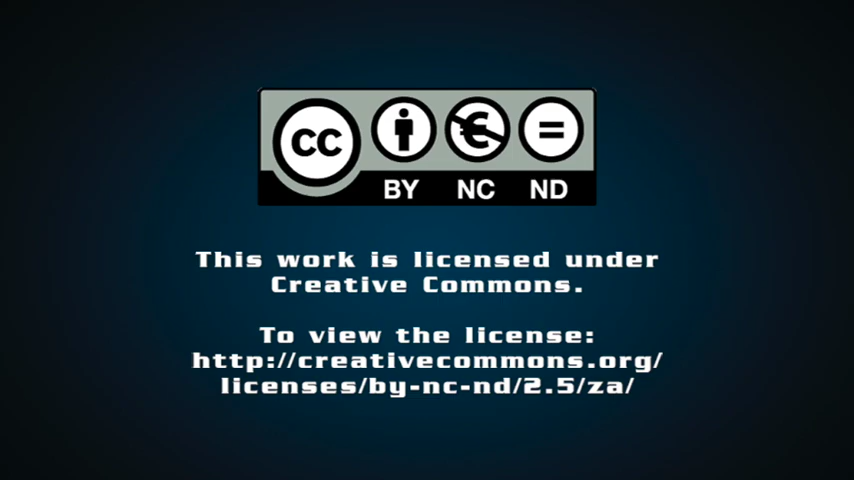 CC
BY NC ND
This work is licensed under
Creative Commons.
To view the license:
http://creativecommons.org/
licenses/by-nc-nd/2.5/za/